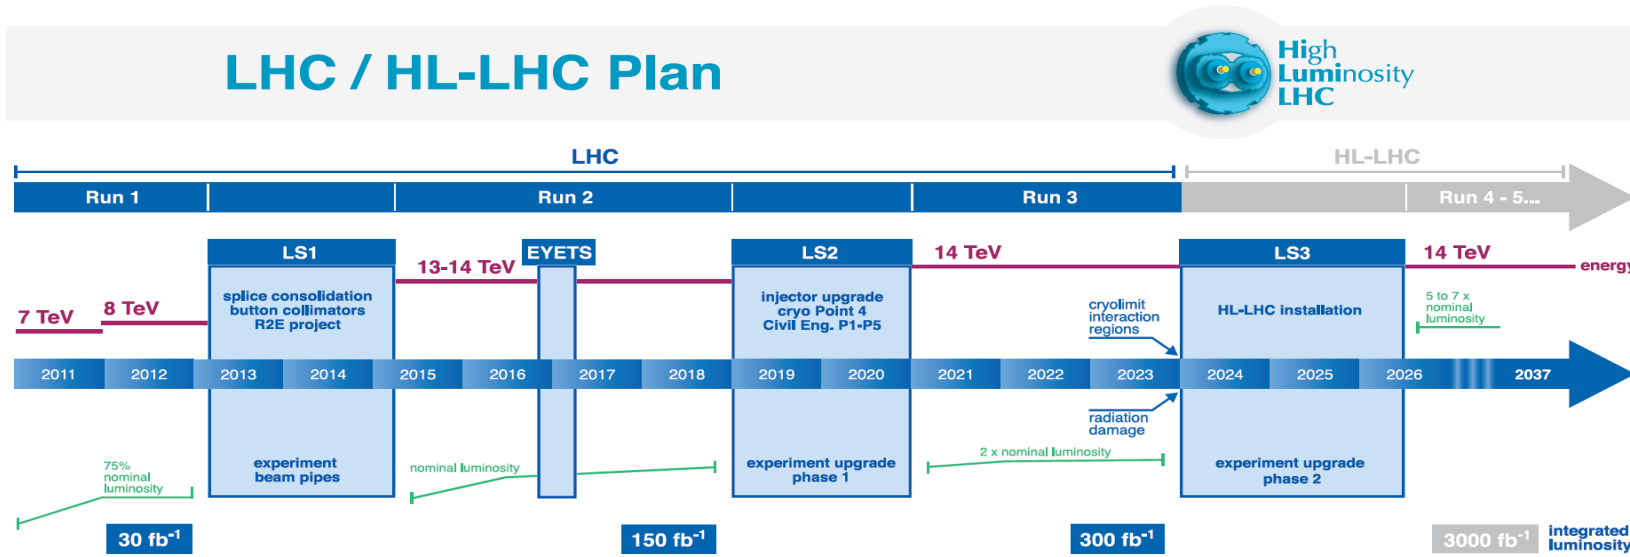 LHC / HL-LHC Plan
High
Luminosity
LHC
LHC
HL-LHC
Run 1
Run 2
Run 3
Run 4 - 5...
LS1
EYETS
LS2
LS3
7 TeV
8 TeV
13-14 TeV
14 TeV
14 TeV
energy
splice consolidation
button collimators
R2E project
injector upgrade
cryo Point 4
Civil Eng. P1-P5
cryolimit
interaction
regions
HL-LHC installation
5 to 7 x
nominal
luminosity
2011 2012 2013 2014 2015 2016 2017 2018 2019 2020 2021 2022 2023 2024 2025 2026 2037
radiation
damage
75%
nominal
luminosity
experiment
beam pipes
nominal luminosity
experiment upgrade
phase 1
2 x nominal luminosity
experiment upgrade
phase 2
30 fb⁻¹
150 fb⁻¹
300 fb⁻¹
3000 fb⁻¹
integrated
luminosity